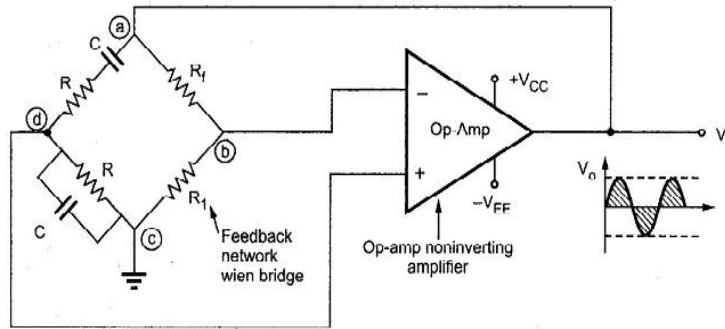 a
C
R
Rf
d
b
R
R1
C
c
−
+
Op-Amp
+VCC
−VEE
V
Vo
Feedback
network
wien bridge
Op-amp noninverting
amplifier